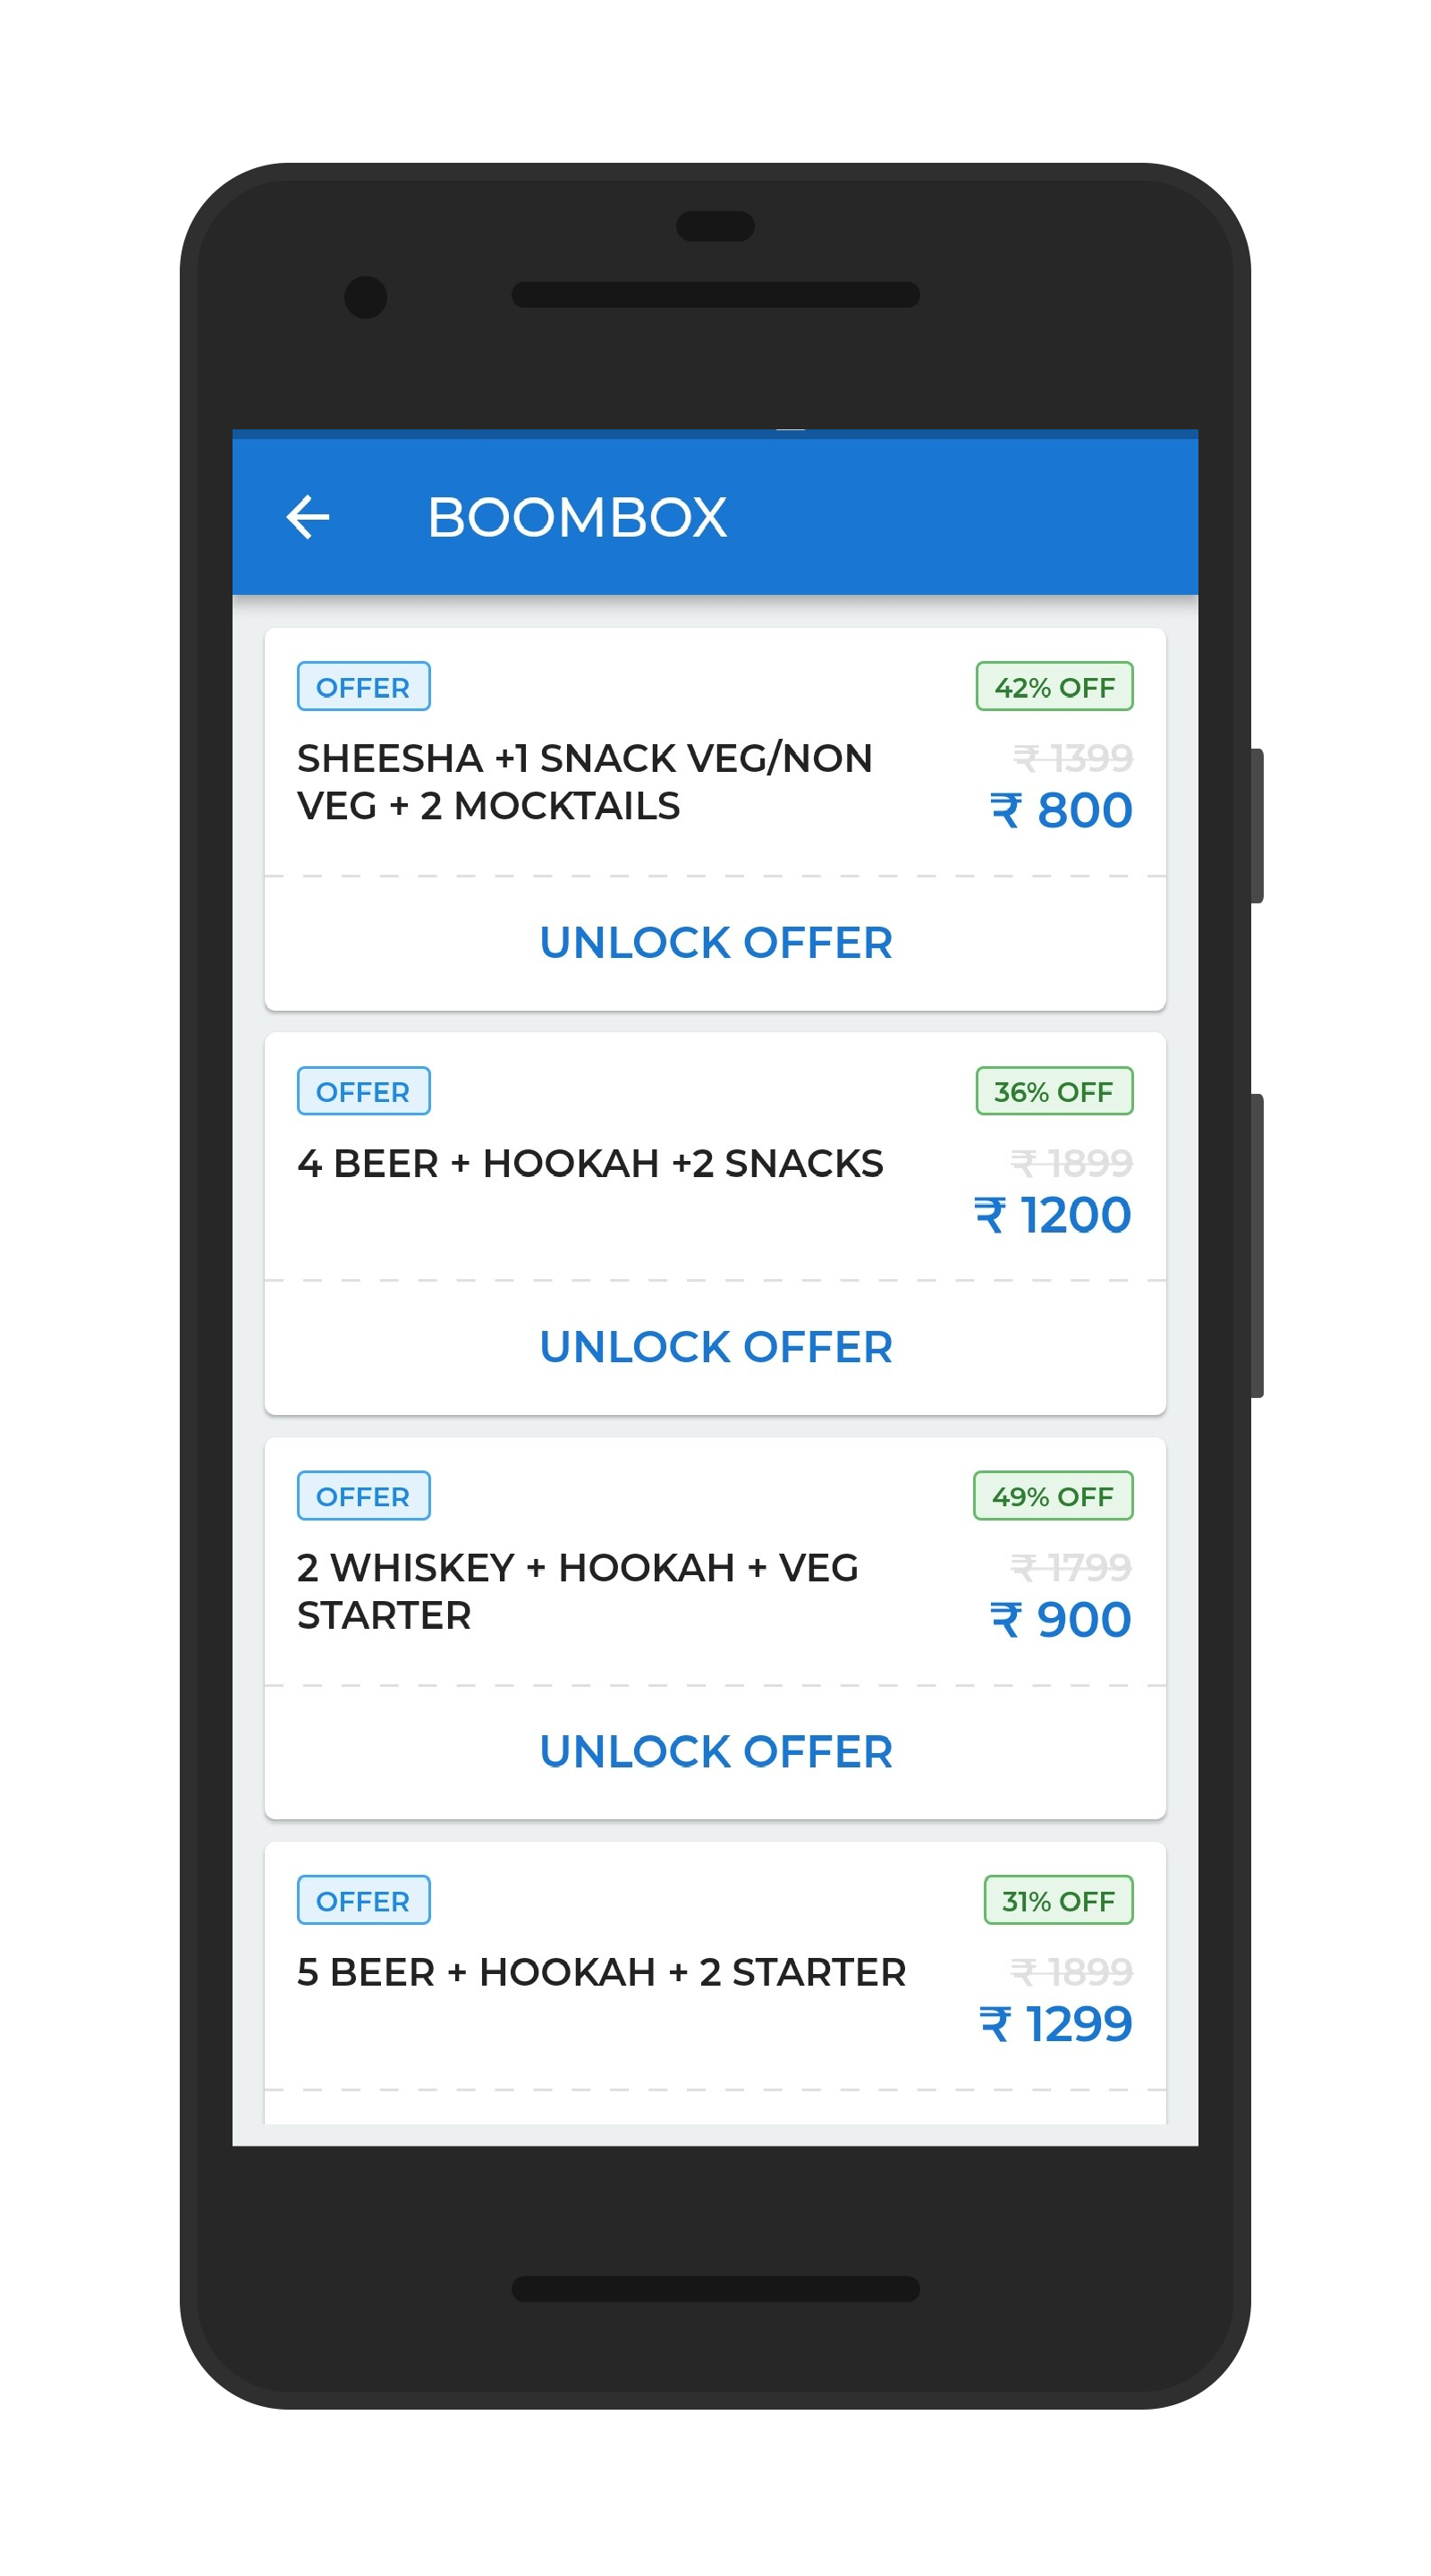 BOOMBOX
OFFER
42% OFF
SHEESHA +1 SNACK VEG/NON
VEG + 2 MOCKTAILS
₹ 1399
₹ 800
UNLOCK OFFER
OFFER
36% OFF
4 BEER + HOOKAH +2 SNACKS
₹ 1899
₹ 1200
UNLOCK OFFER
OFFER
49% OFF
2 WHISKEY + HOOKAH + VEG
STARTER
₹ 1799
₹ 900
UNLOCK OFFER
OFFER
31% OFF
5 BEER + HOOKAH + 2 STARTER
₹ 1899
₹ 1299